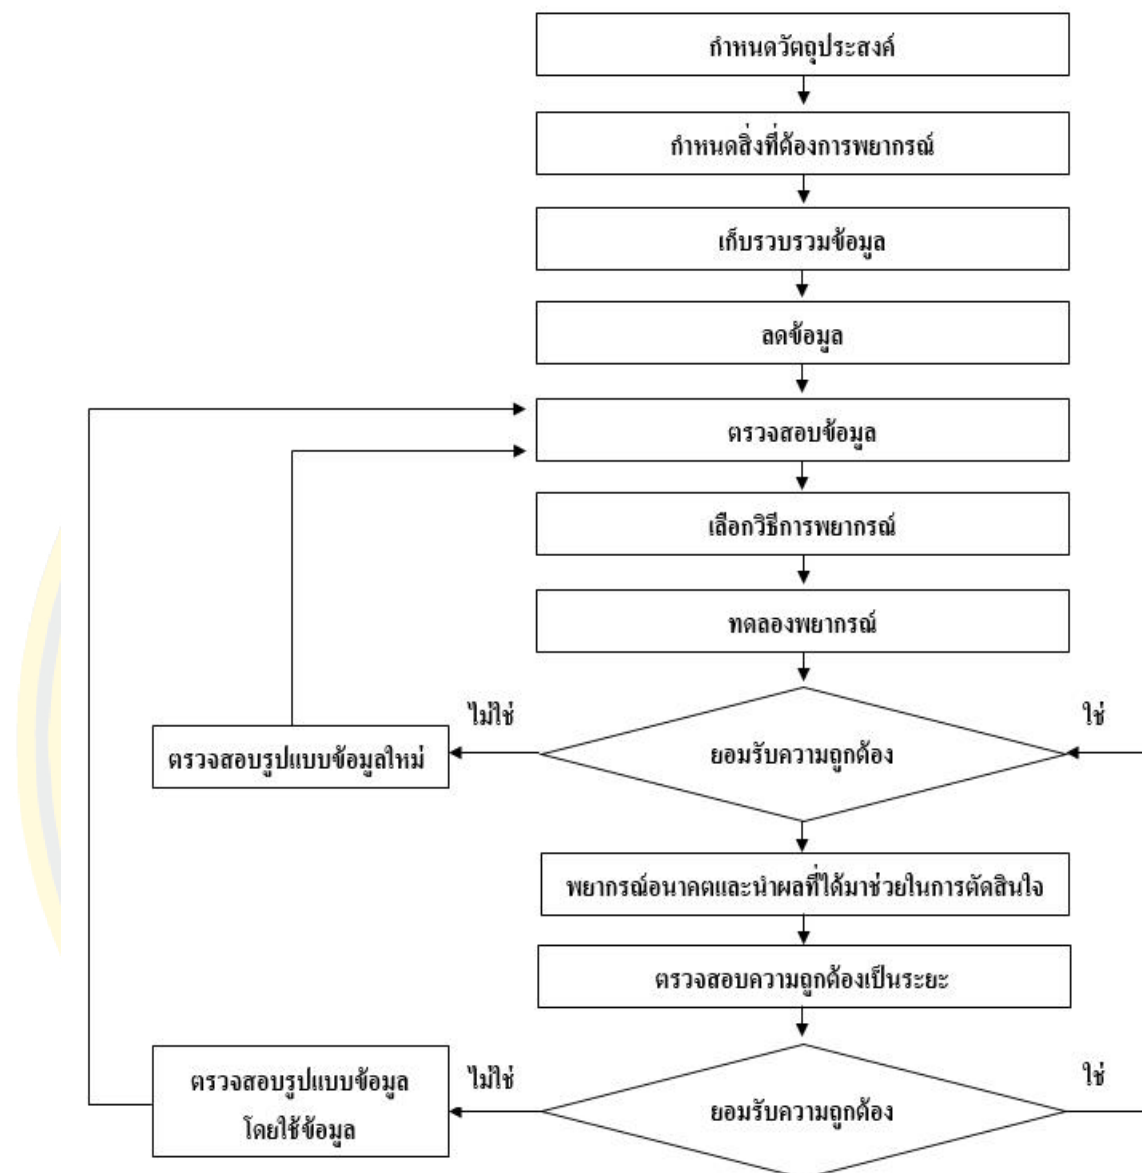 กำหนดวัตถุประสงค์
กำหนดสิ่งที่ต้องการพยากรณ์
เก็บรวบรวมข้อมูล
ลดข้อมูล
ตรวจสอบข้อมูล
เลือกวิธีการพยากรณ์
ทดลองพยากรณ์
ไม่ใช่
ใช่
ตรวจสอบรูปแบบข้อมูลใหม่
ยอมรับความถูกต้อง
พยากรณ์อนาคตและนำผลที่ได้มาช่วยในการตัดสินใจ
ตรวจสอบความถูกต้องเป็นระยะ
ไม่ใช่
ใช่
ตรวจสอบรูปแบบข้อมูล
โดยใช้ข้อมูล
ยอมรับความถูกต้อง